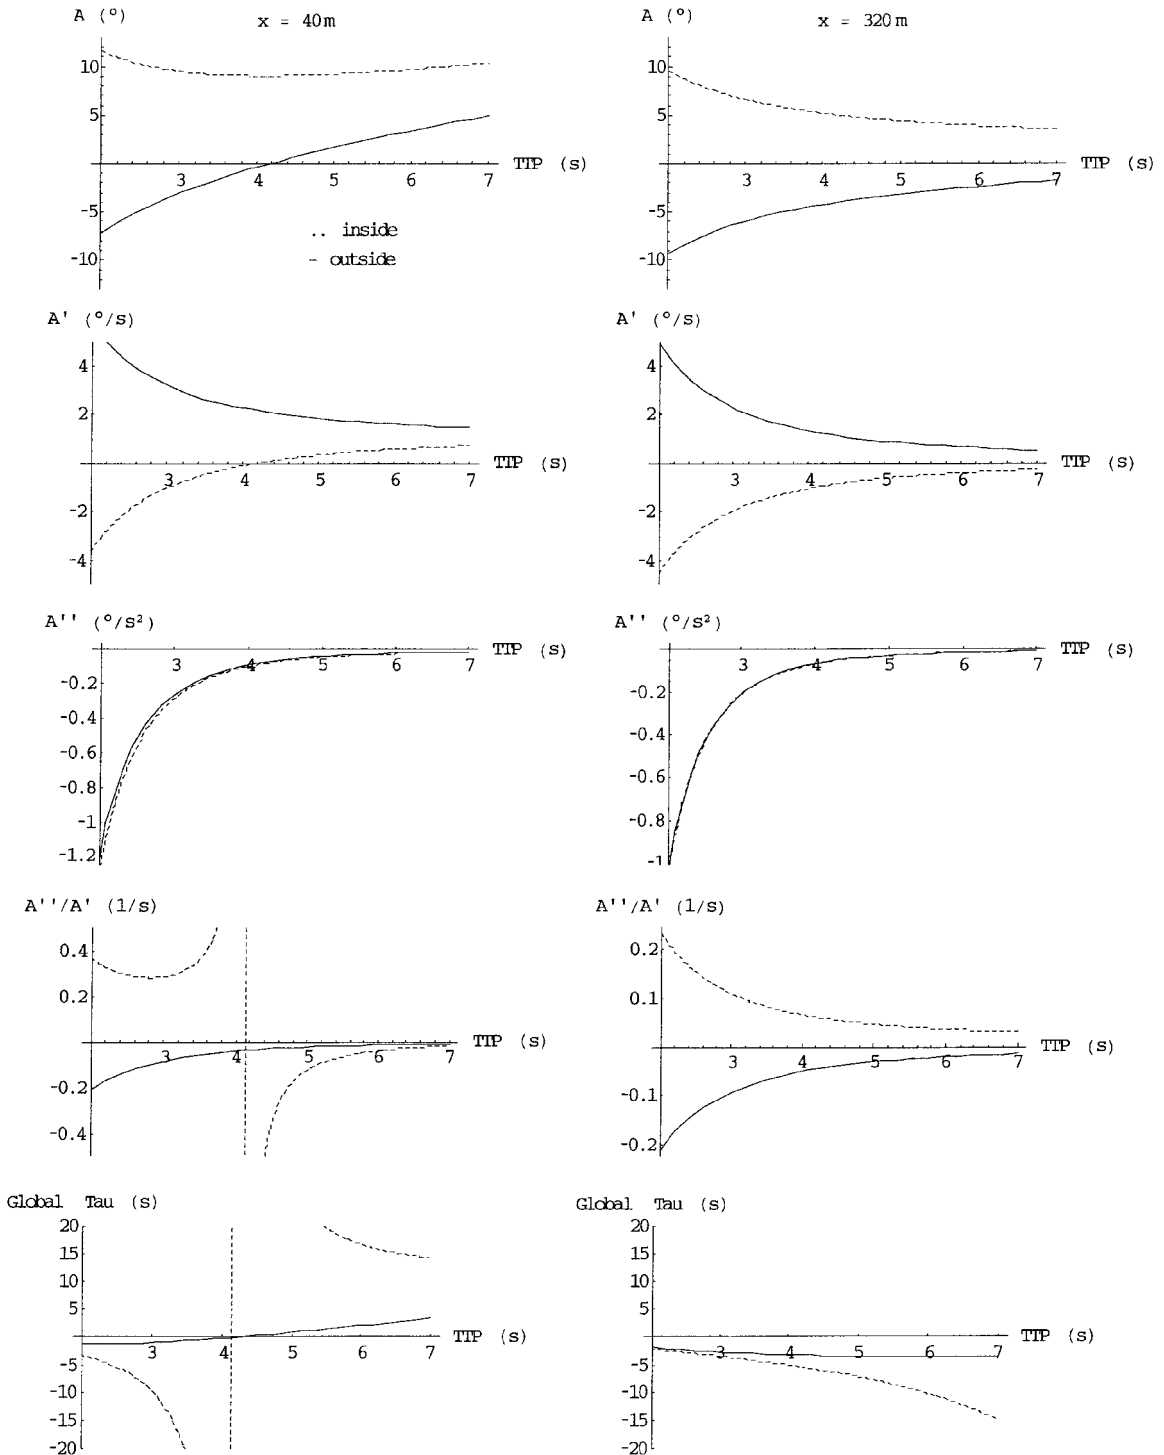 A (°)
x = 40 m
10
5
-5
-10
3 4 5 6 7
TTP (s)
.. inside
- outside
A (°)
x = 320 m
10
5
-5
-10
3 4 5 6 7
TTP (s)
A' (°/s)
4
2
-2
-4
3 4 5 6 7
TTP (s)
A' (°/s)
4
2
-2
-4
3 4 5 6 7
TTP (s)
A'' (°/s²)
3 4 5 6 7
TTP (s)
-0.2
-0.4
-0.6
-0.8
-1
-1.2
A'' (°/s²)
3 4 5 6 7
TTP (s)
-0.2
-0.4
-0.6
-0.8
-1
A''/A' (1/s)
0.4
0.2
-0.2
-0.4
3 4 5 6 7
TTP (s)
A''/A' (1/s)
0.2
0.1
-0.1
-0.2
3 4 5 6 7
TTP (s)
Global Tau (s)
20
15
10
5
-5
-10
-15
-20
3 4 5 6 7
TTP (s)
Global Tau (s)
20
15
10
5
-5
-10
-15
-20
3 4 5 6 7
TTP (s)